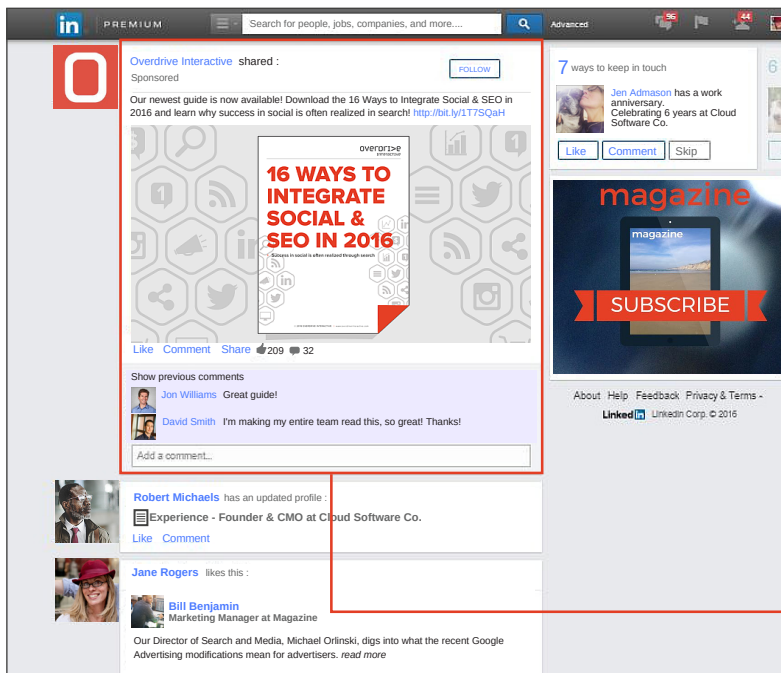 in PREMIUM Search for people, jobs, companies, and more.... Advanced 96 44
Overdrive Interactive shared :
Sponsored
FOLLOW
Our newest guide is now available! Download the 16 Ways to Integrate Social & SEO in
2016 and learn why success in social is often realized in search! http://bit.ly/1T7SQaH
OVERDRI>E
16 WAYS TO
INTEGRATE
SOCIAL &
SEO IN 2016
Success in social is often realized through search
Like Comment Share 209 32
Show previous comments
Jon Williams Great guide!
David Smith I'm making my entire team read this, so great! Thanks!
Add a comment...
Robert Michaels has an updated profile :
Experience - Founder & CMO at Cloud Software Co.
Like Comment
Jane Rogers likes this :
Bill Benjamin
Marketing Manager at Magazine
Our Director of Search and Media, Michael Orlinski, digs into what the recent Google
Advertising modifications mean for advertisers. read more
7 ways to keep in touch
6
Jen Admason has a work
anniversary.
Celebrating 6 years at Cloud
Software Co.
Like Comment Skip
magazine
magazine
SUBSCRIBE
About Help Feedback Privacy & Terms -
Linked in LinkedIn Corp. © 2016